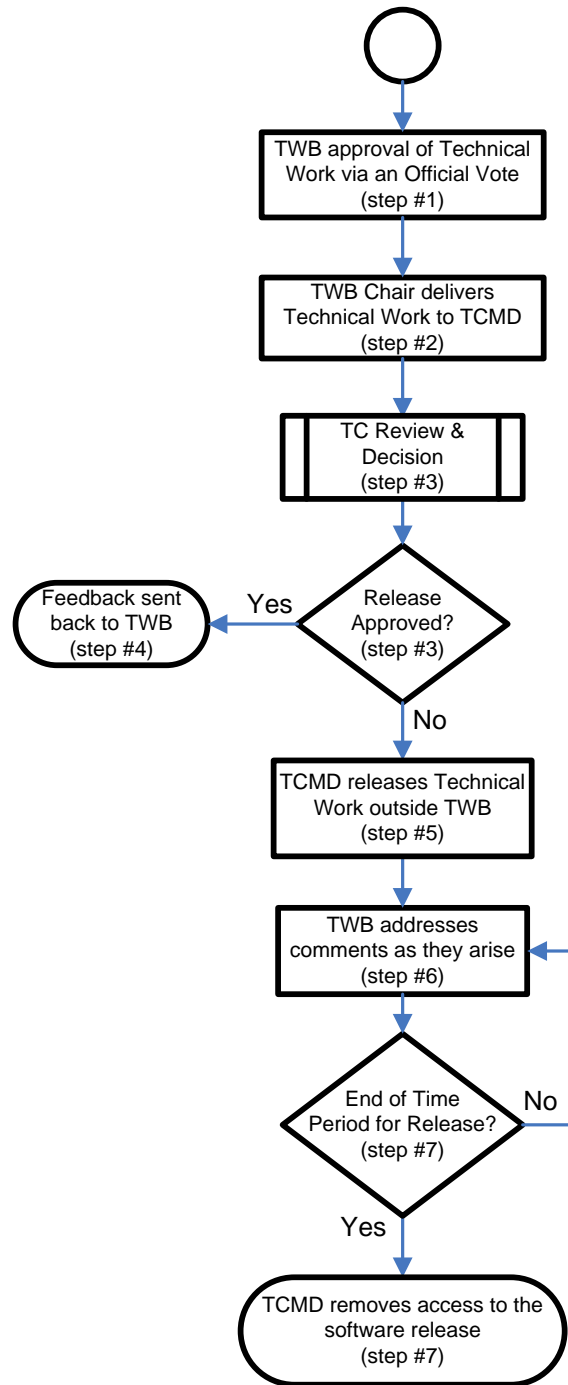 TWB approval of Technical
Work via an Official Vote
(step #1)
TWB Chair delivers
Technical Work to TCMD
(step #2)
TC Review &
Decision
(step #3)
Feedback sent
back to TWB
(step #4)
Yes
Release
Approved?
(step #3)
No
TCMD releases Technical
Work outside TWB
(step #5)
TWB addresses
comments as they arise
(step #6)
End of Time
Period for Release?
(step #7)
No
Yes
TCMD removes access to the
software release
(step #7)